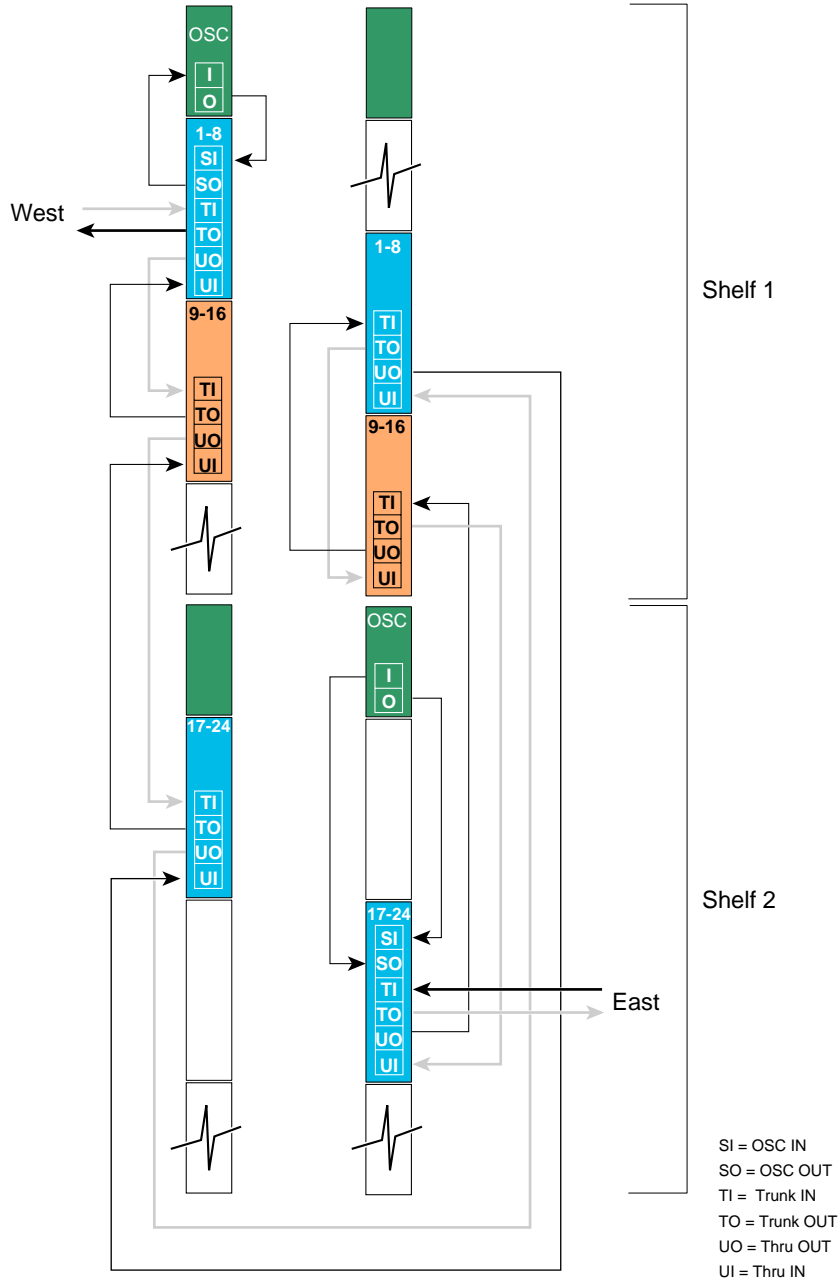 OSC
I
O
1-8
SI
SO
TI
TO
UO
UI
West
9-16
TI
TO
UO
UI
1-8
TI
TO
UO
UI
9-16
TI
TO
UO
UI
Shelf 1
17-24
TI
TO
UO
UI
OSC
I
O
17-24
SI
SO
TI
TO
UO
UI
East
Shelf 2
SI = OSC IN
SO = OSC OUT
TI = Trunk IN
TO = Trunk OUT
UO = Thru OUT
UI = Thru IN